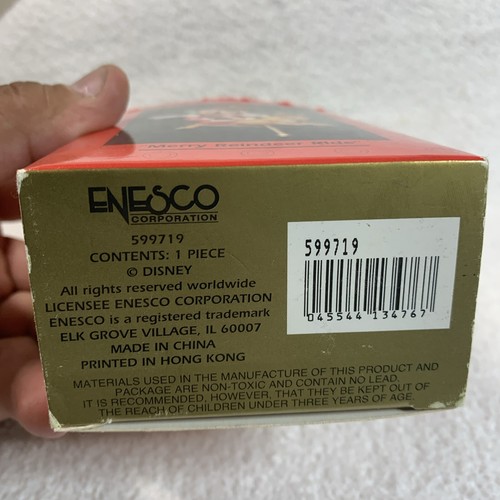 "Merry Reindeer Ride"
ENESCO
CORPORATION
599719
CONTENTS: 1 PIECE
© DISNEY
All rights reserved worldwide
LICENSEE ENESCO CORPORATION
ENESCO is a registered trademark
ELK GROVE VILLAGE, IL 60007
MADE IN CHINA
PRINTED IN HONG KONG
MATERIALS USED IN THE MANUFACTURE OF THIS PRODUCT AND
PACKAGE ARE NON-TOXIC AND CONTAIN NO LEAD.
IT IS RECOMMENDED, HOWEVER, THAT THEY BE KEPT OUT OF
THE REACH OF CHILDREN UNDER THREE YEARS OF AGE.
599719
045544 134767